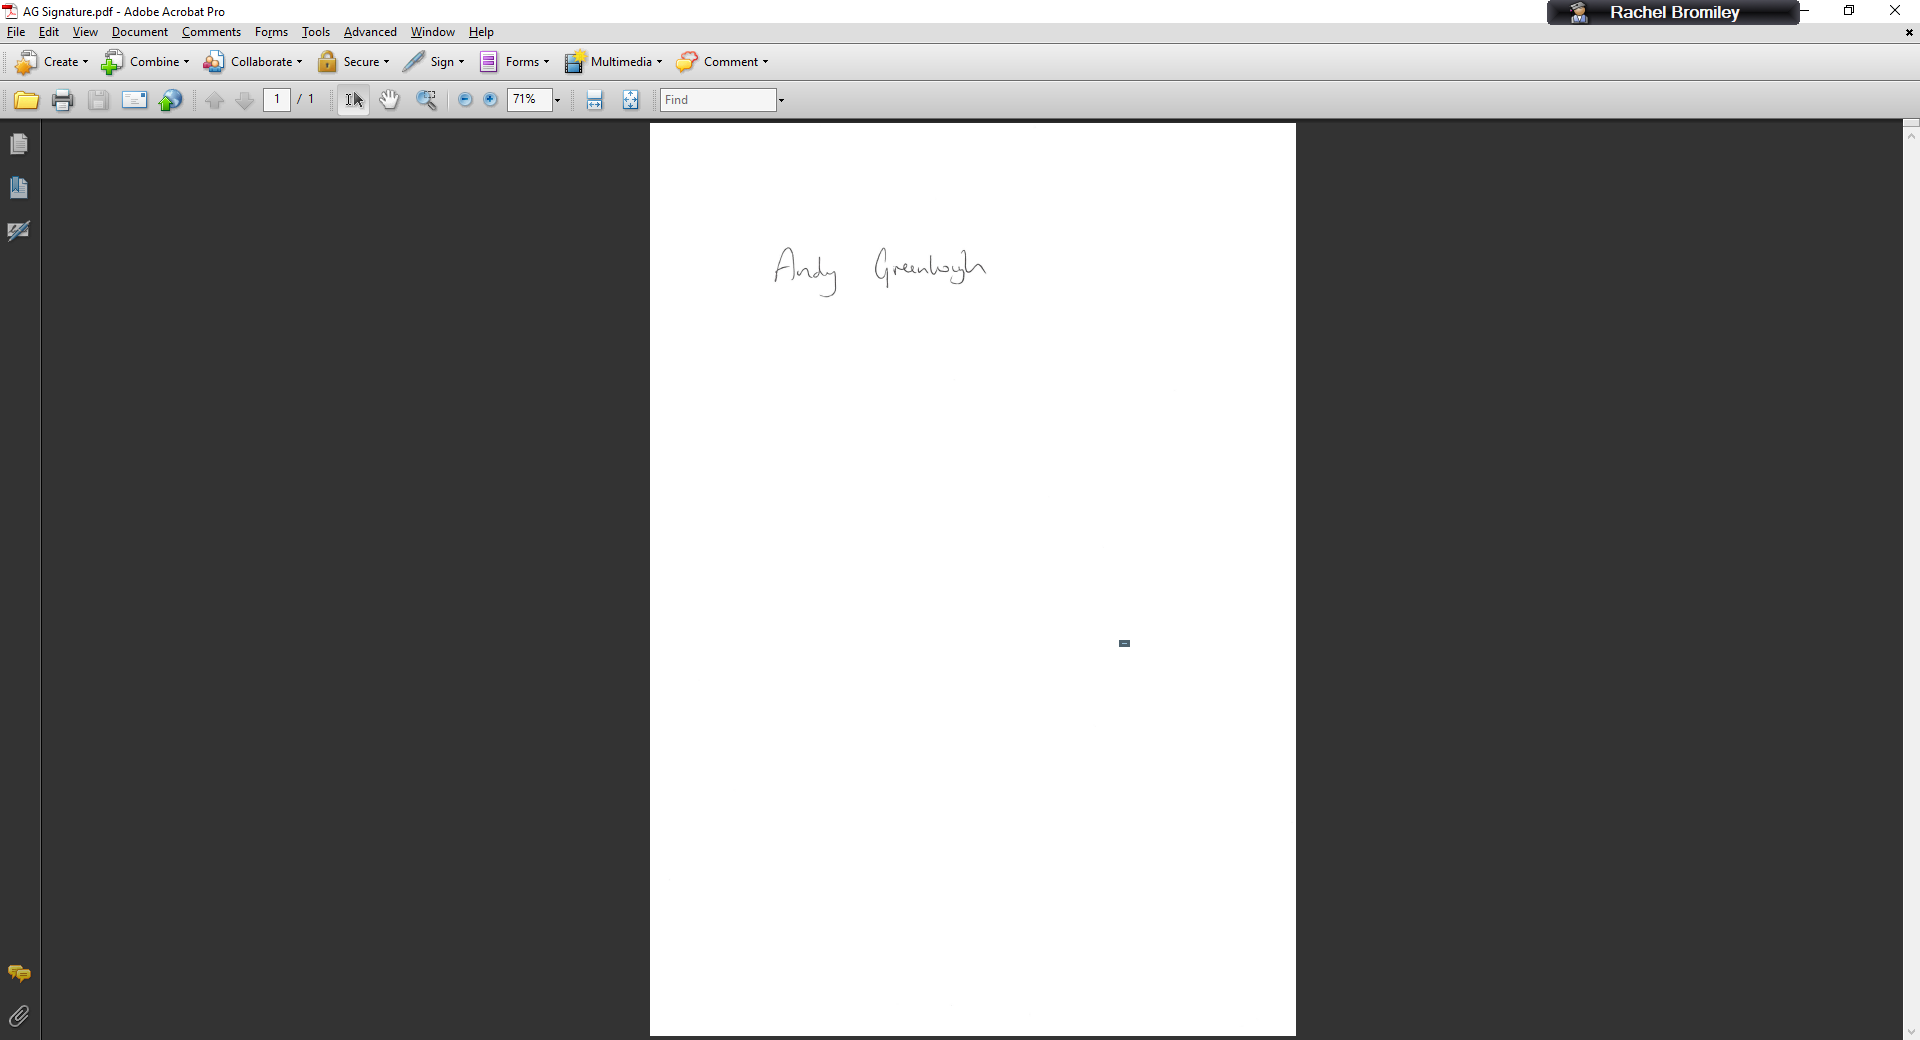 AG Signature.pdf - Adobe Acrobat Pro
Rachel Bromiley
File Edit View Document Comments Forms Tools Advanced Window Help
Create Combine Collaborate Secure Sign Forms Multimedia Comment
1 / 1 71% Find
Andy Greenhough